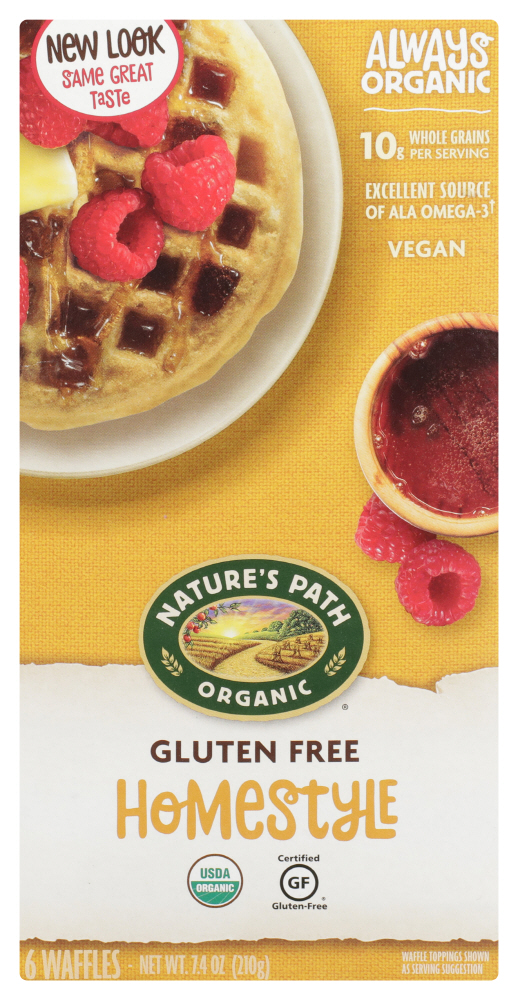 NEW LOOK
SAME GREAT
TaSTe
ALWAYS
ORGANIC
10g WHOLE GRAINS
PER SERVING
EXCELLENT SOURCE
OF ALA OMEGA-3†
VEGAN
NATURE'S PATH
ORGANIC
®
GLUTEN FREE
HoMeStyLE
USDA
ORGANIC
Certified
GF
®
Gluten-Free
6 WAFFLES · NET WT. 7.4 OZ (210g)
WAFFLE TOPPINGS SHOWN
AS SERVING SUGGESTION